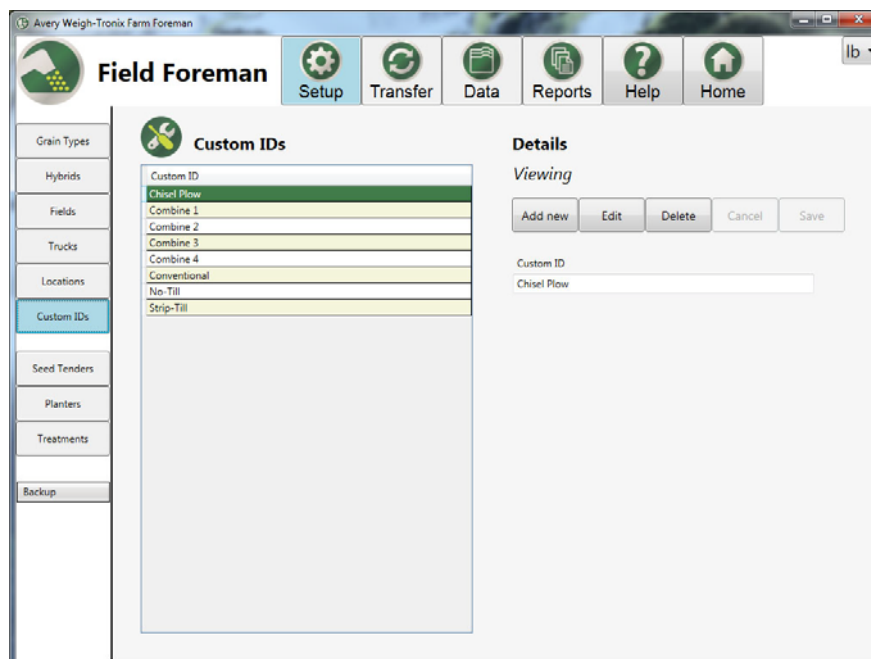 Avery Weigh-Tronix Farm Foreman
Field Foreman
Setup
Transfer
Data
Reports
Help
Home
lb
Grain Types
Hybrids
Fields
Trucks
Locations
Custom IDs
Seed Tenders
Planters
Treatments
Backup
Custom IDs
Custom ID
Chisel Plow
Combine 1
Combine 2
Combine 3
Combine 4
Conventional
No-Till
Strip-Till
Details
Viewing
Add new Edit Delete Cancel Save
Custom ID
Chisel Plow